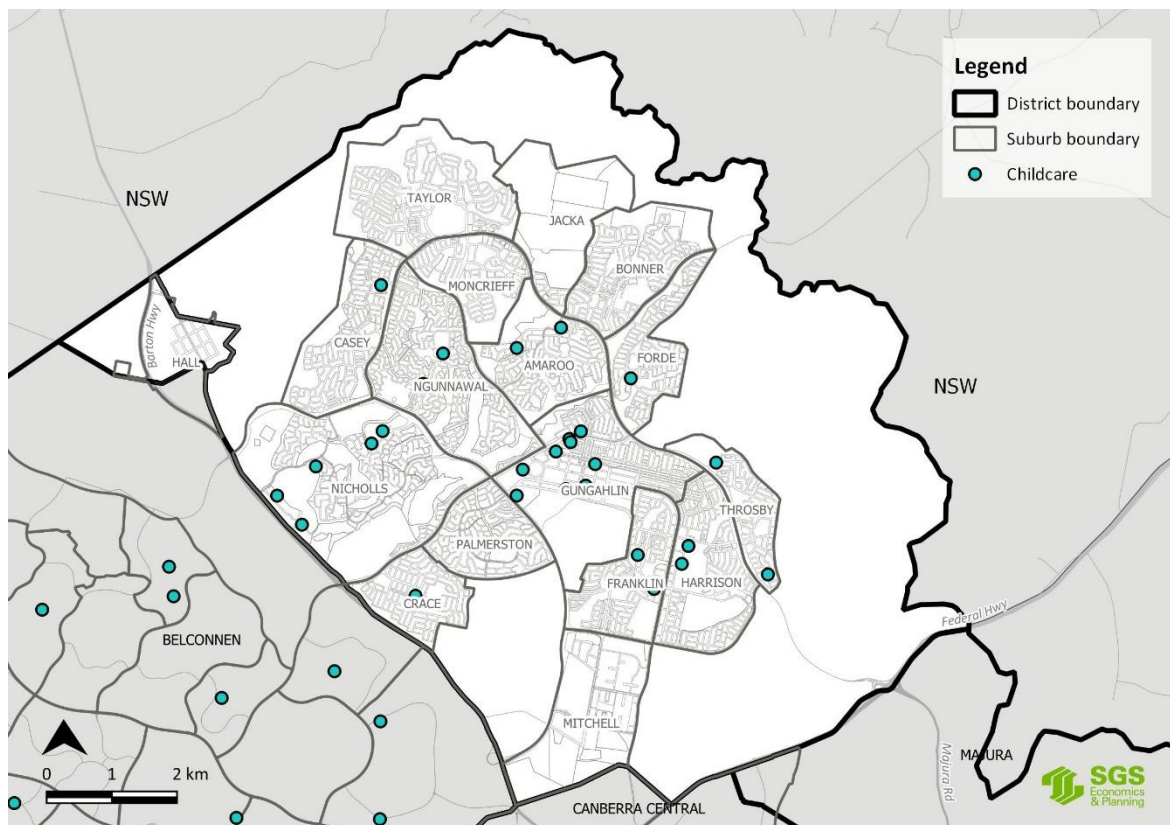 Legend
District boundary
Suburb boundary
Childcare
NSW
TAYLOR
JACKA
BONNER
MONCRIEFF
Barton Hwy
HALL
CASEY
AMAROO
FORDE
NGUNNAWAL
NSW
NICHOLLS
GUNGAHLIN
THROSBY
PALMERSTON
FRANKLIN
HARRISON
CRACE
Federal Hwy
BELCONNEN
MITCHELL
MAJURA
Majura Rd
0 1 2 km
CANBERRA CENTRAL
SGS
Economics
& Planning